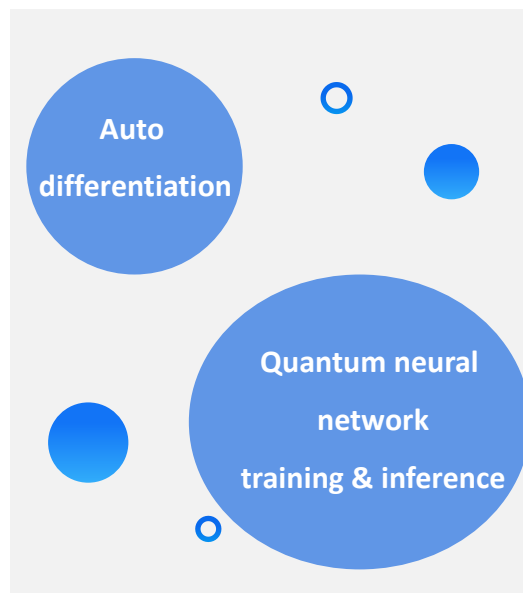 Auto
differentiation
Quantum neural
network
training & inference